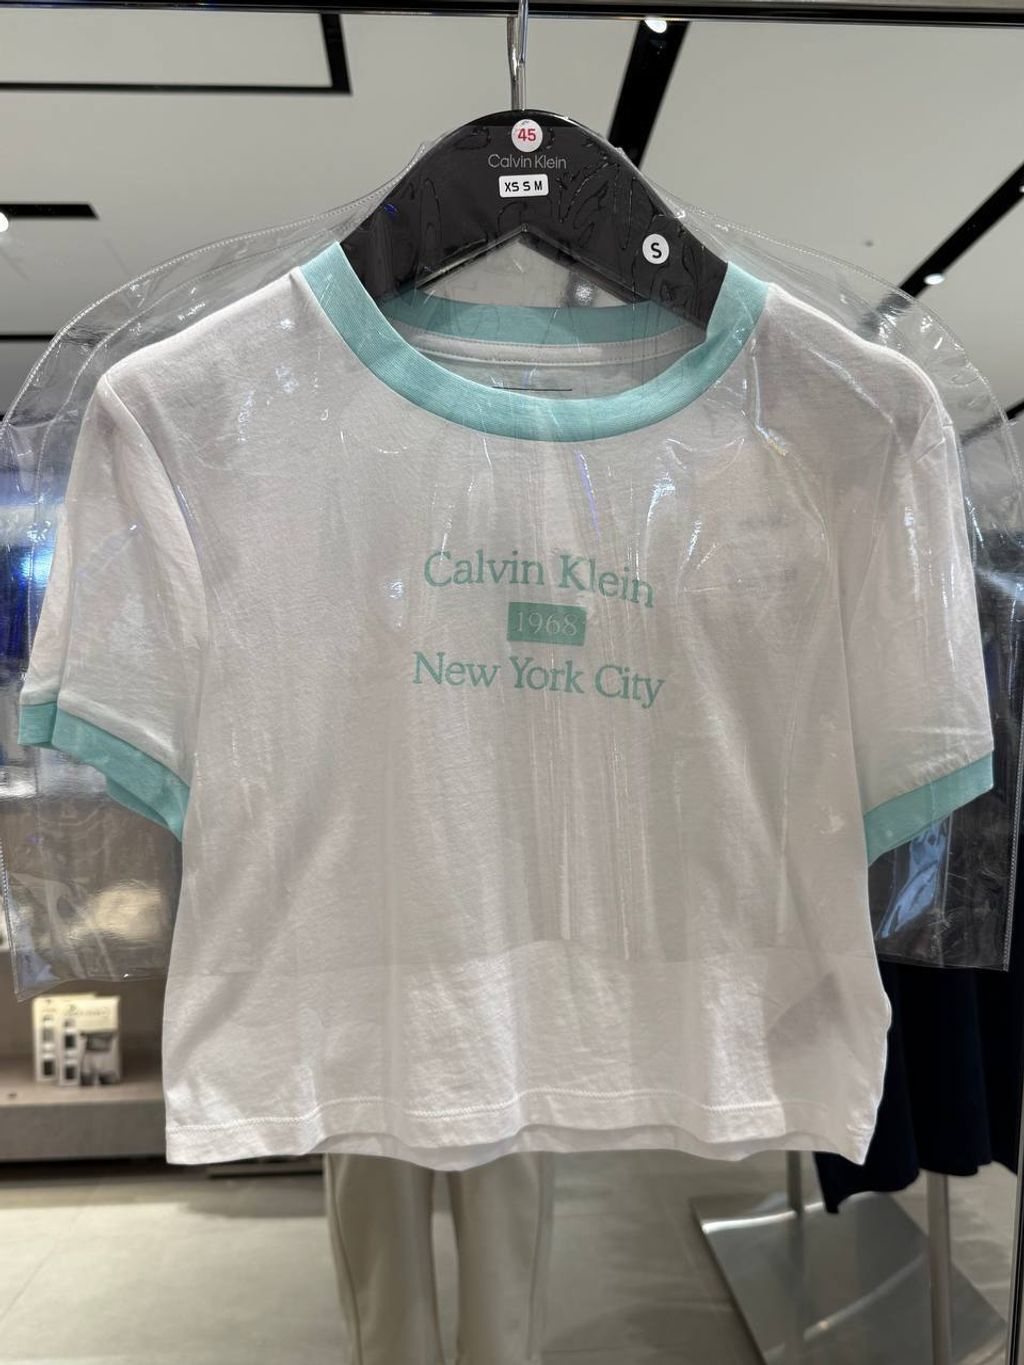 45
Calvin Klein
XS S M
S
Calvin Klein
1968
New York City